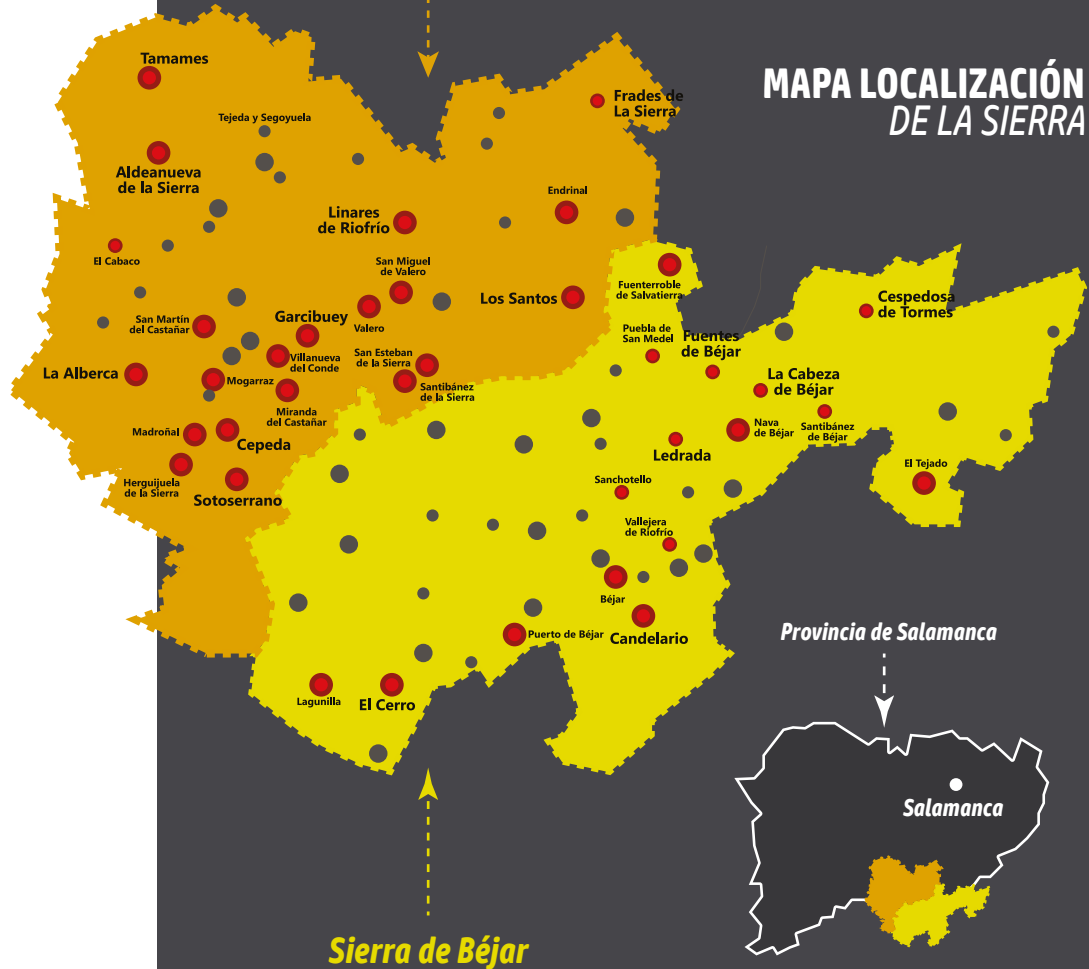 MAPA LOCALIZACIÓN
DE LA SIERRA
Tamames
Frades de
La Sierra
Tejeda y Segoyuela
Aldeanueva
de la Sierra
Endrinal
Linares
de Riofrío
El Cabaco
San Miguel
de Valero
Fuenterroble
de Salvatierra
Los Santos
Cespedosa
de Tormes
San Martín
del Castañar
Garcibuey
Valero
Puebla de
San Medel
Fuentes
de Béjar
La Alberca
Villanueva
del Conde
San Esteban
de la Sierra
Mogarraz
Santibánez
de la Sierra
La Cabeza
de Béjar
Miranda
del Castañar
Santibánez
de Béjar
Nava
de Béjar
Madroñal
Cepeda
Ledrada
El Tejado
Herguijuela
de la Sierra
Sotoserrano
Sanchotello
Vallejera
de Riofrío
Béjar
Candelario
Puerto de Béjar
Provincia de Salamanca
Lagunilla
El Cerro
Salamanca
Sierra de Béjar